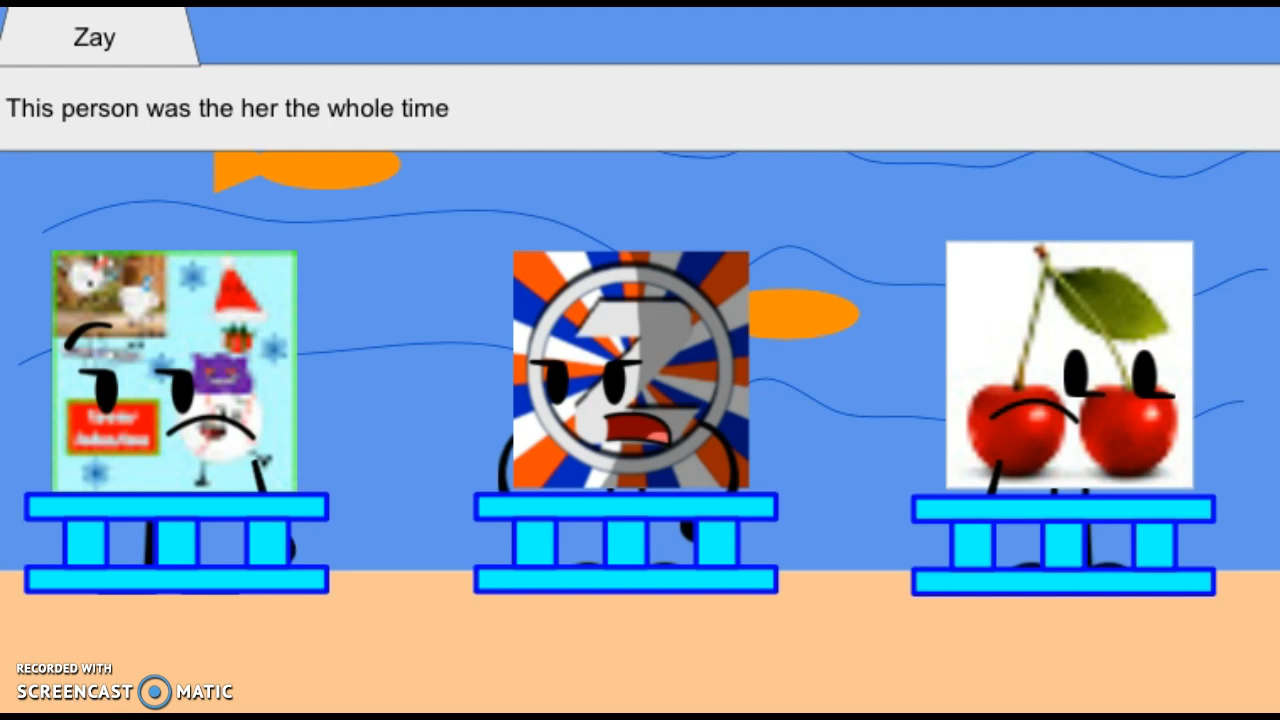 Zay
This person was the her the whole time
RECORDED WITH
SCREENCAST MATIC